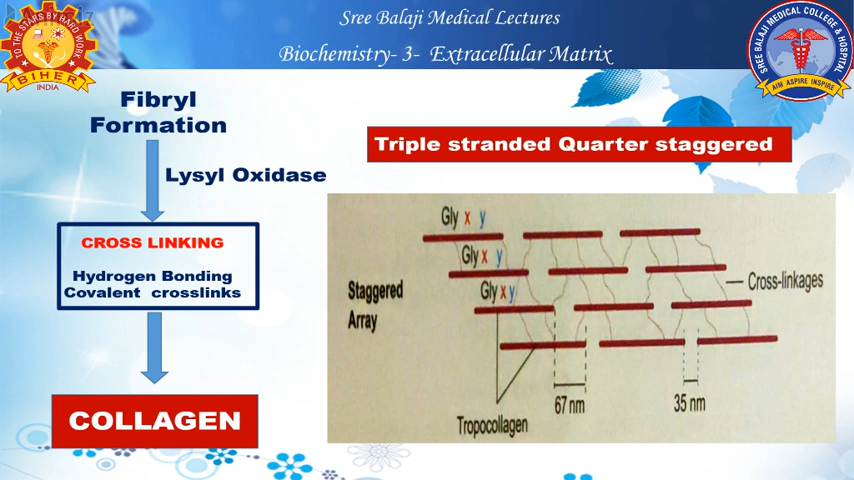 Sree Balaji Medical Lectures
Biochemistry- 3- Extracellular Matrix
TO THE STARS BY HARD WORK
BIHER
INDIA
SREE BALAJI MEDICAL COLLEGE & HOSPITAL
AIM ASPIRE INSPIRE
Fibryl
Formation
Lysyl Oxidase
CROSS LINKING
Hydrogen Bonding
Covalent crosslinks
COLLAGEN
Triple stranded Quarter staggered
Gly x y
Gly x y
Gly x y
Staggered
Array
Cross-linkages
67 nm
35 nm
Tropocollagen